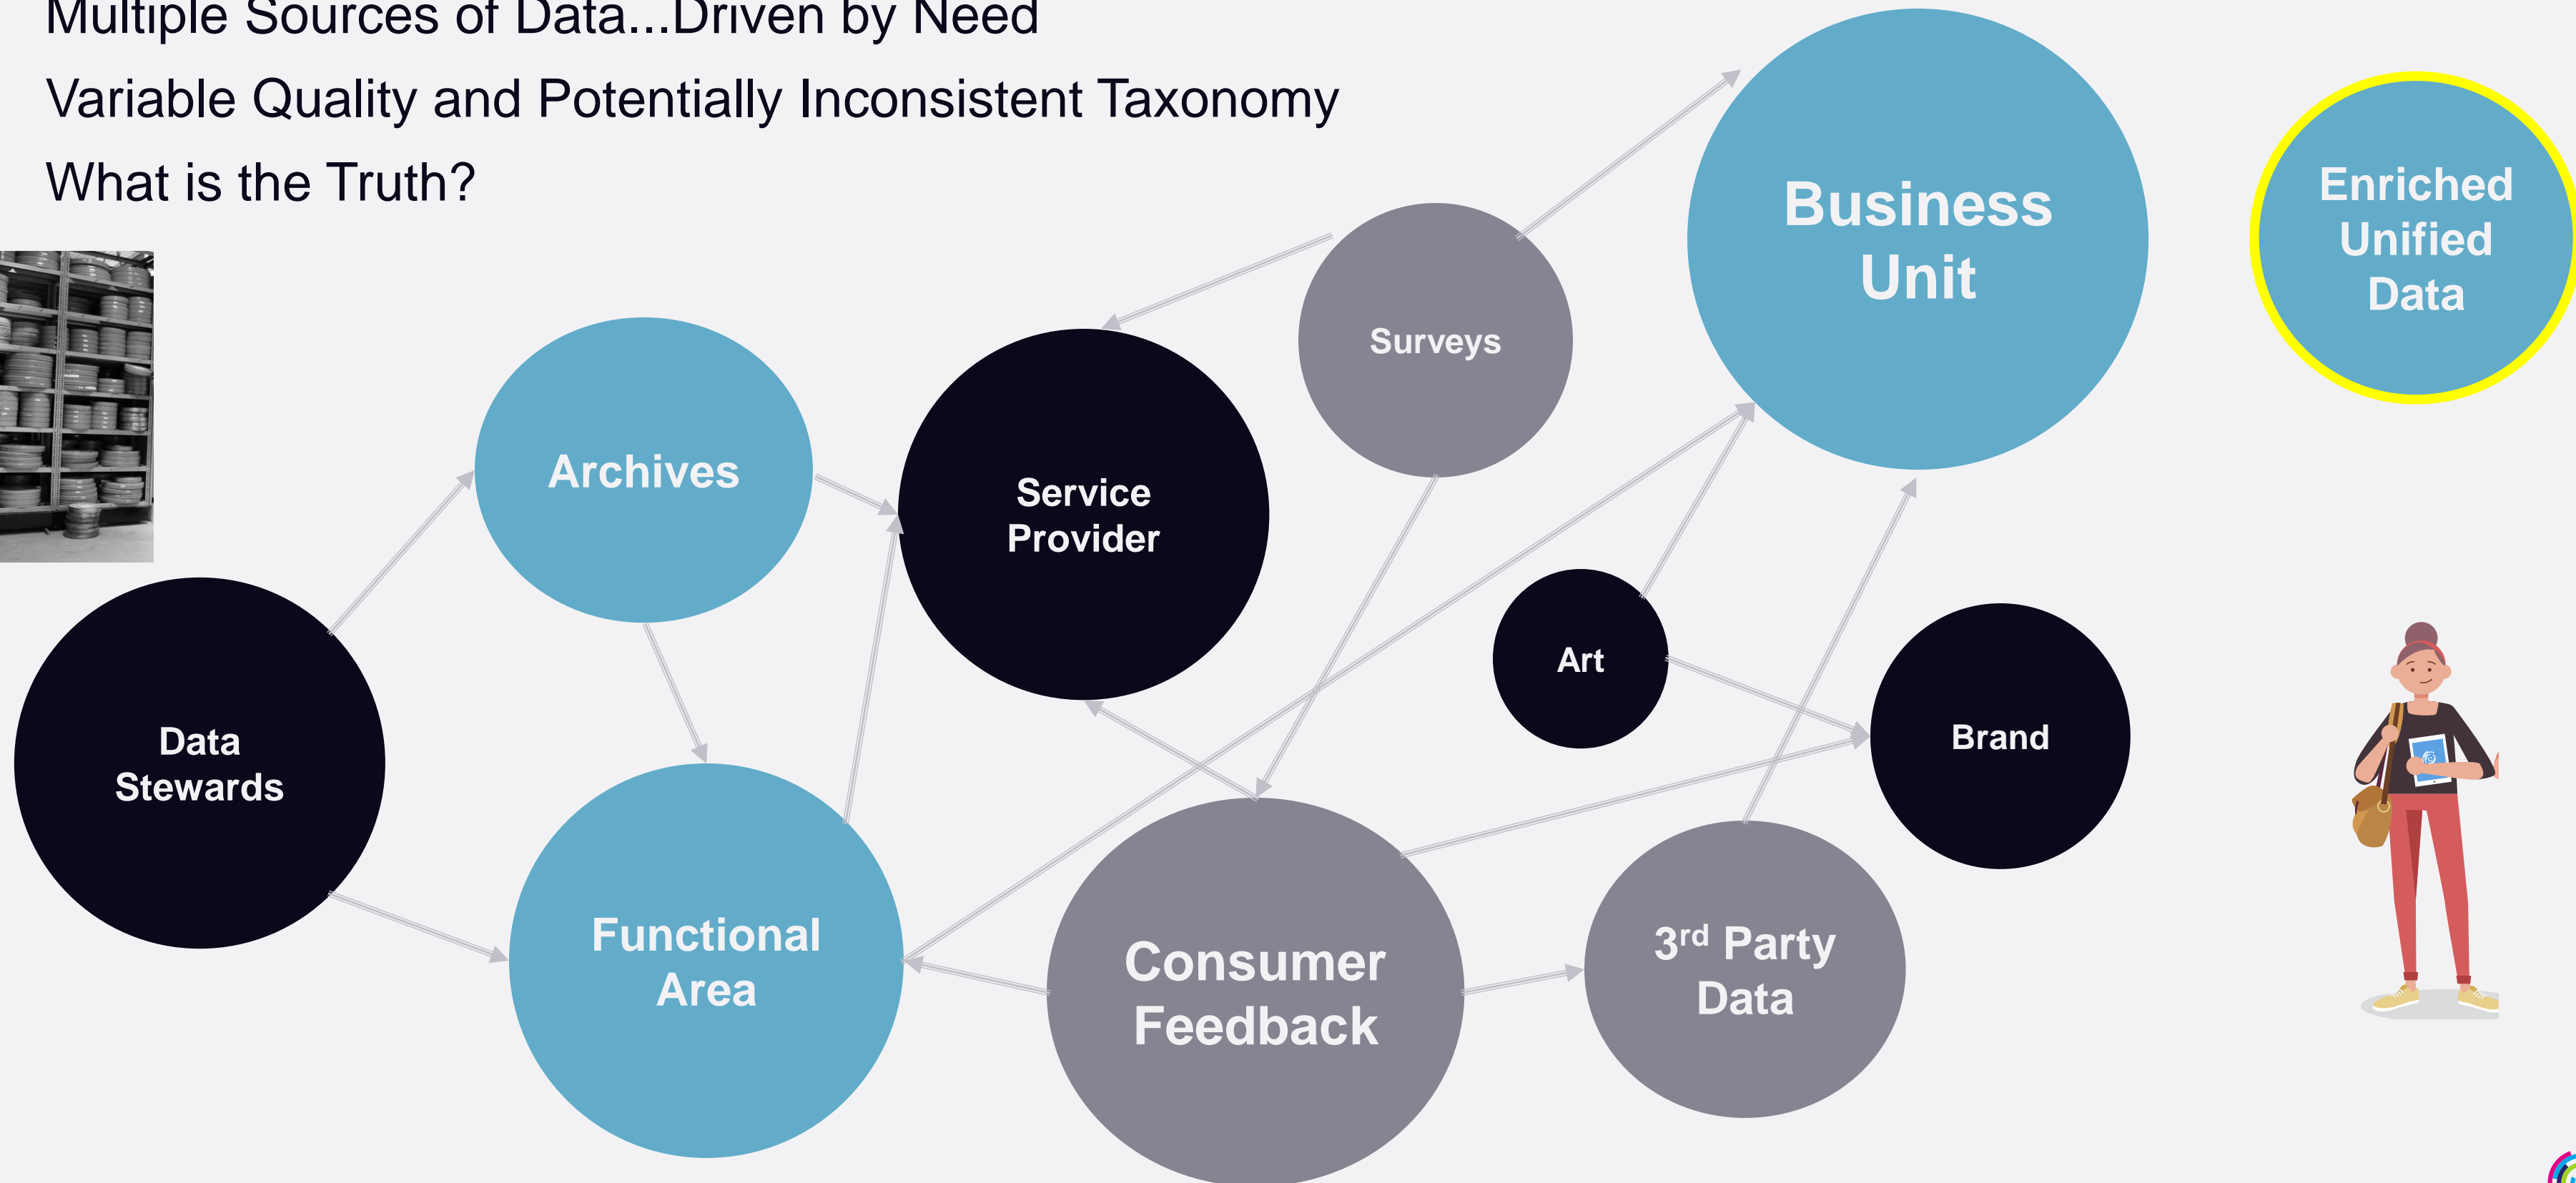 Multiple Sources of Data...Driven by Need
Variable Quality and Potentially Inconsistent Taxonomy
What is the Truth?
Business
Unit
Enriched
Unified
Data
Surveys
Archives
Service
Provider
Art
Brand
Data
Stewards
Functional
Area
Consumer
Feedback
3rd Party
Data